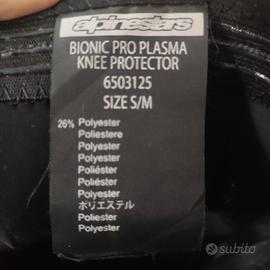 alpinestars
BIONIC PRO PLASMA
KNEE PROTECTOR
6503125
SIZE S/M
26% Polyester
Poliestere
Polyester
Poliéster
Poliéster
Polyester
Polyester
ポリエステル
Poliester
Polyester
subito